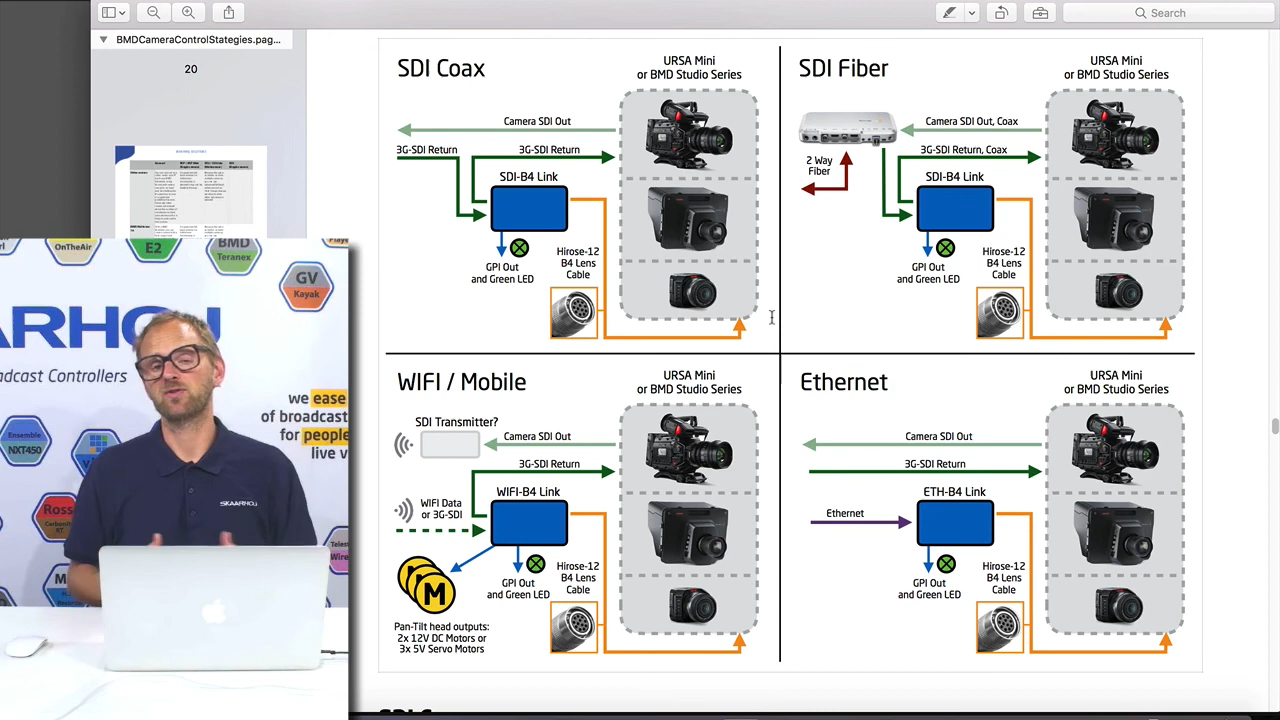 Search
BMDCameraControlStategies.pag...
20
SDI Coax
URSA Mini
or BMD Studio Series
Camera SDI Out
3G-SDI Return
3G-SDI Return
SDI-B4 Link
GPI Out
and Green LED
Hirose-12
B4 Lens
Cable
SDI Fiber
URSA Mini
or BMD Studio Series
Camera SDI Out, Coax
3G-SDI Return, Coax
2 Way
Fiber
SDI-B4 Link
GPI Out
and Green LED
Hirose-12
B4 Lens
Cable
WIFI / Mobile
URSA Mini
or BMD Studio Series
SDI Transmitter?
Camera SDI Out
3G-SDI Return
WIFI Data
or 3G-SDI
WIFI-B4 Link
GPI Out
and Green LED
Hirose-12
B4 Lens
Cable
M
Pan-Tilt head outputs:
2x 12V DC Motors or
3x 5V Servo Motors
Ethernet
URSA Mini
or BMD Studio Series
Camera SDI Out
3G-SDI Return
ETH-B4 Link
Ethernet
GPI Out
and Green LED
Hirose-12
B4 Lens
Cable
OnTheAir
E2
BMD
Teranex
GV
Kayak
ARHOJ
adcast Controllers
we ease
of broadcast
for people
live v
Ensemble
NXT450
Ross
SKAARHOJ